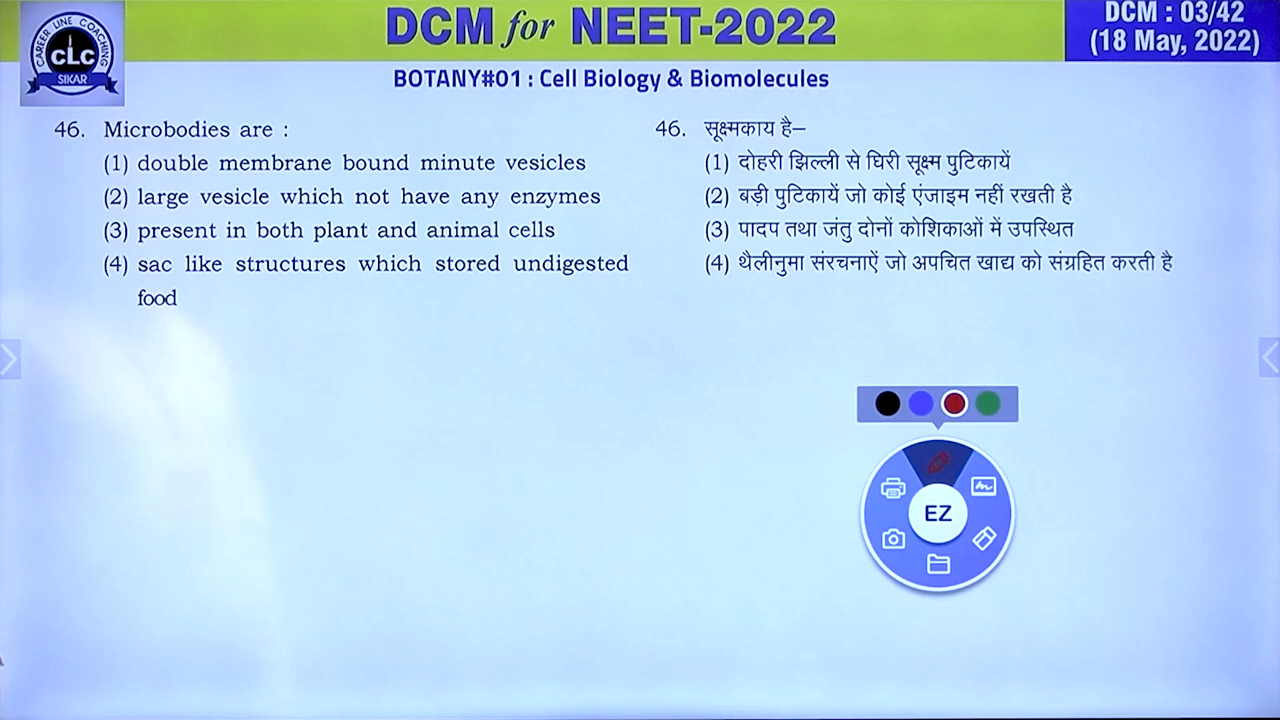 DCM for NEET-2022
DCM : 03/42
(18 May, 2022)
CAREER LINE COACHING
CLC
SIKAR
BOTANY#01 : Cell Biology & Biomolecules
46. Microbodies are :
(1) double membrane bound minute vesicles
(2) large vesicle which not have any enzymes
(3) present in both plant and animal cells
(4) sac like structures which stored undigested
food
46. सूक्ष्मकाय है–
(1) दोहरी झिल्ली से घिरी सूक्ष्म पुटिकायें
(2) बड़ी पुटिकायें जो कोई एंजाइम नहीं रखती है
(3) पादप तथा जंतु दोनों कोशिकाओं में उपस्थित
(4) थैलीनुमा संरचनाऐं जो अपचित खाद्य को संग्रहित करती है
EZ